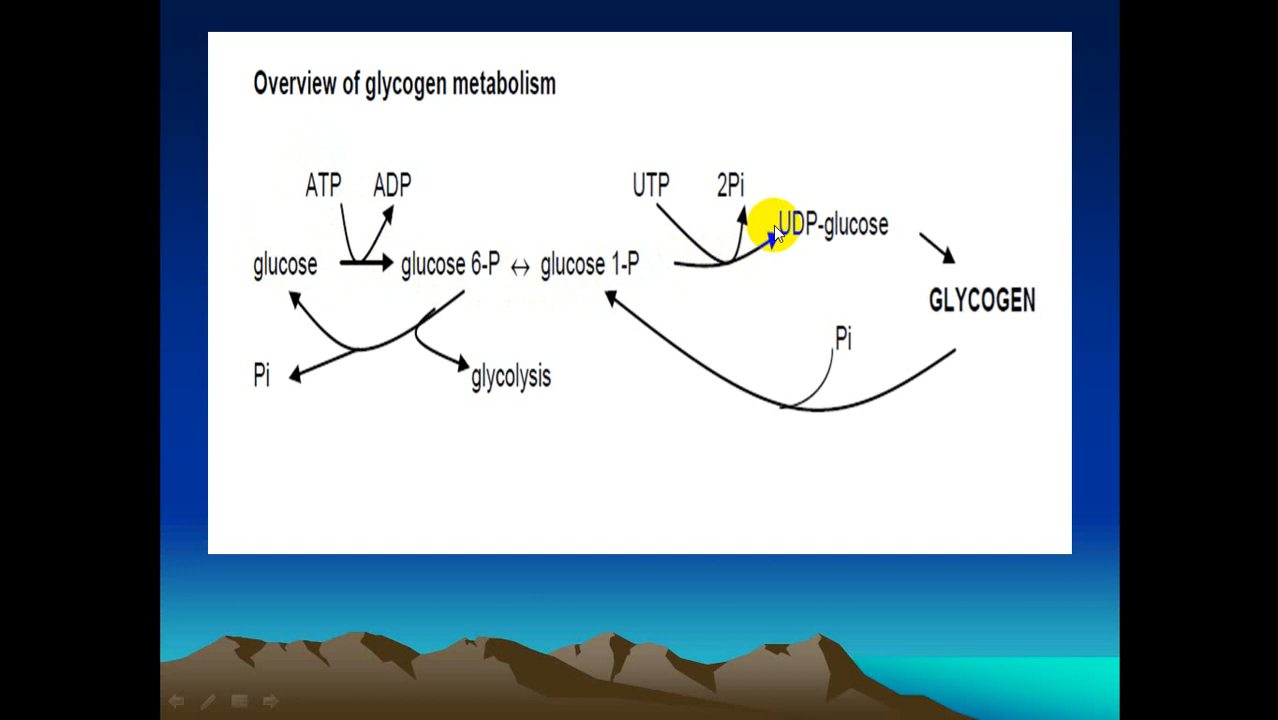 Overview of glycogen metabolism
ATP ADP UTP 2Pi
UDP-glucose
glucose glucose 6-P ↔ glucose 1-P
GLYCOGEN
Pi
Pi glycolysis